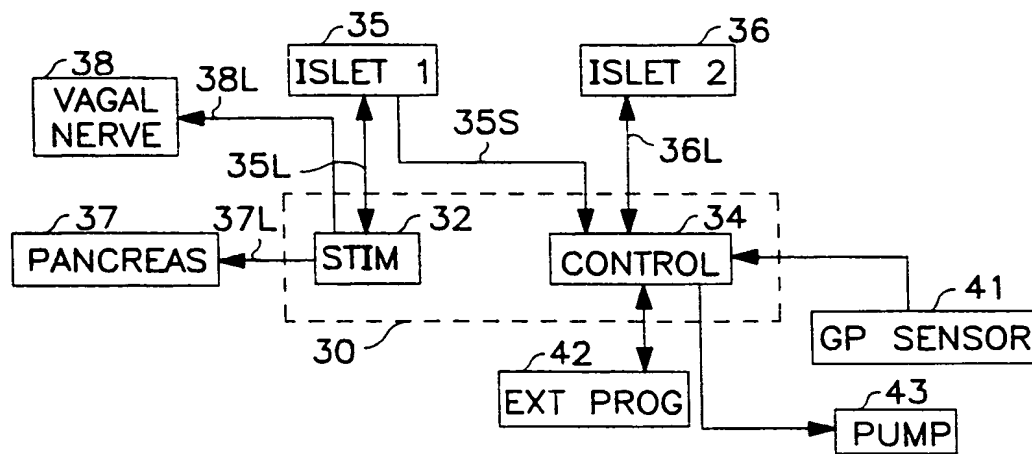 35
36
38
ISLET 1
ISLET 2
VAGAL
NERVE
38L
35S
35L
36L
37
37L
32
34
PANCREAS
STIM
CONTROL
41
30
42
GP SENSOR
EXT PROG
43
PUMP